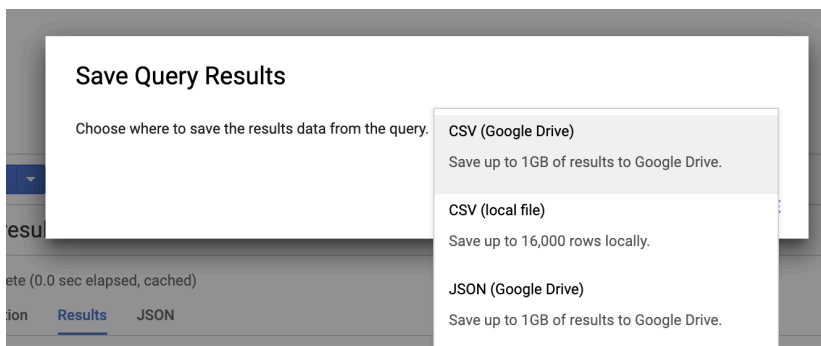 Save Query Results
Choose where to save the results data from the query.
CSV (Google Drive)
Save up to 1GB of results to Google Drive.
CSV (local file)
Save up to 16,000 rows locally.
JSON (Google Drive)
Save up to 1GB of results to Google Drive.
esul
ete (0.0 sec elapsed, cached)
tion Results JSON